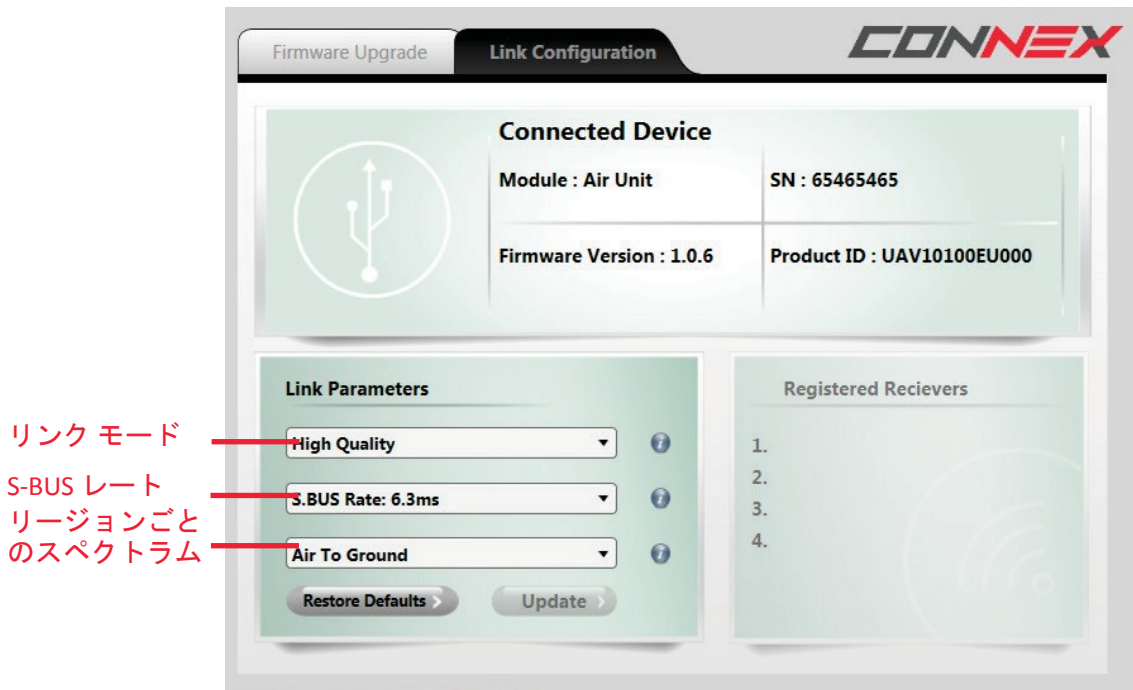 Firmware Upgrade
Link Configuration
CONNEX
Connected Device
Module : Air Unit
SN : 65465465
Firmware Version : 1.0.6
Product ID : UAV10100EU000
Link Parameters
High Quality
S.BUS Rate: 6.3ms
Air To Ground
Restore Defaults
Update
Registered Recievers
1.
2.
3.
4.
リンク モード
S-BUS レート
リージョンごと
のスペクトラム